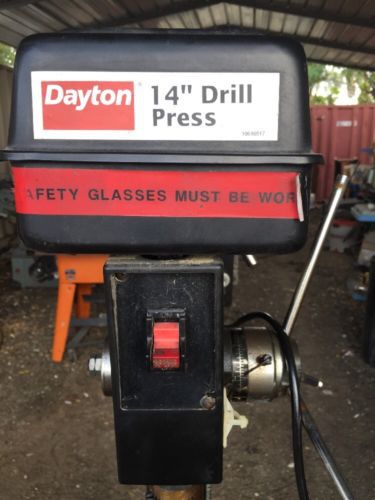 Dayton
14" Drill
Press
AFETY GLASSES MUST BE WOR